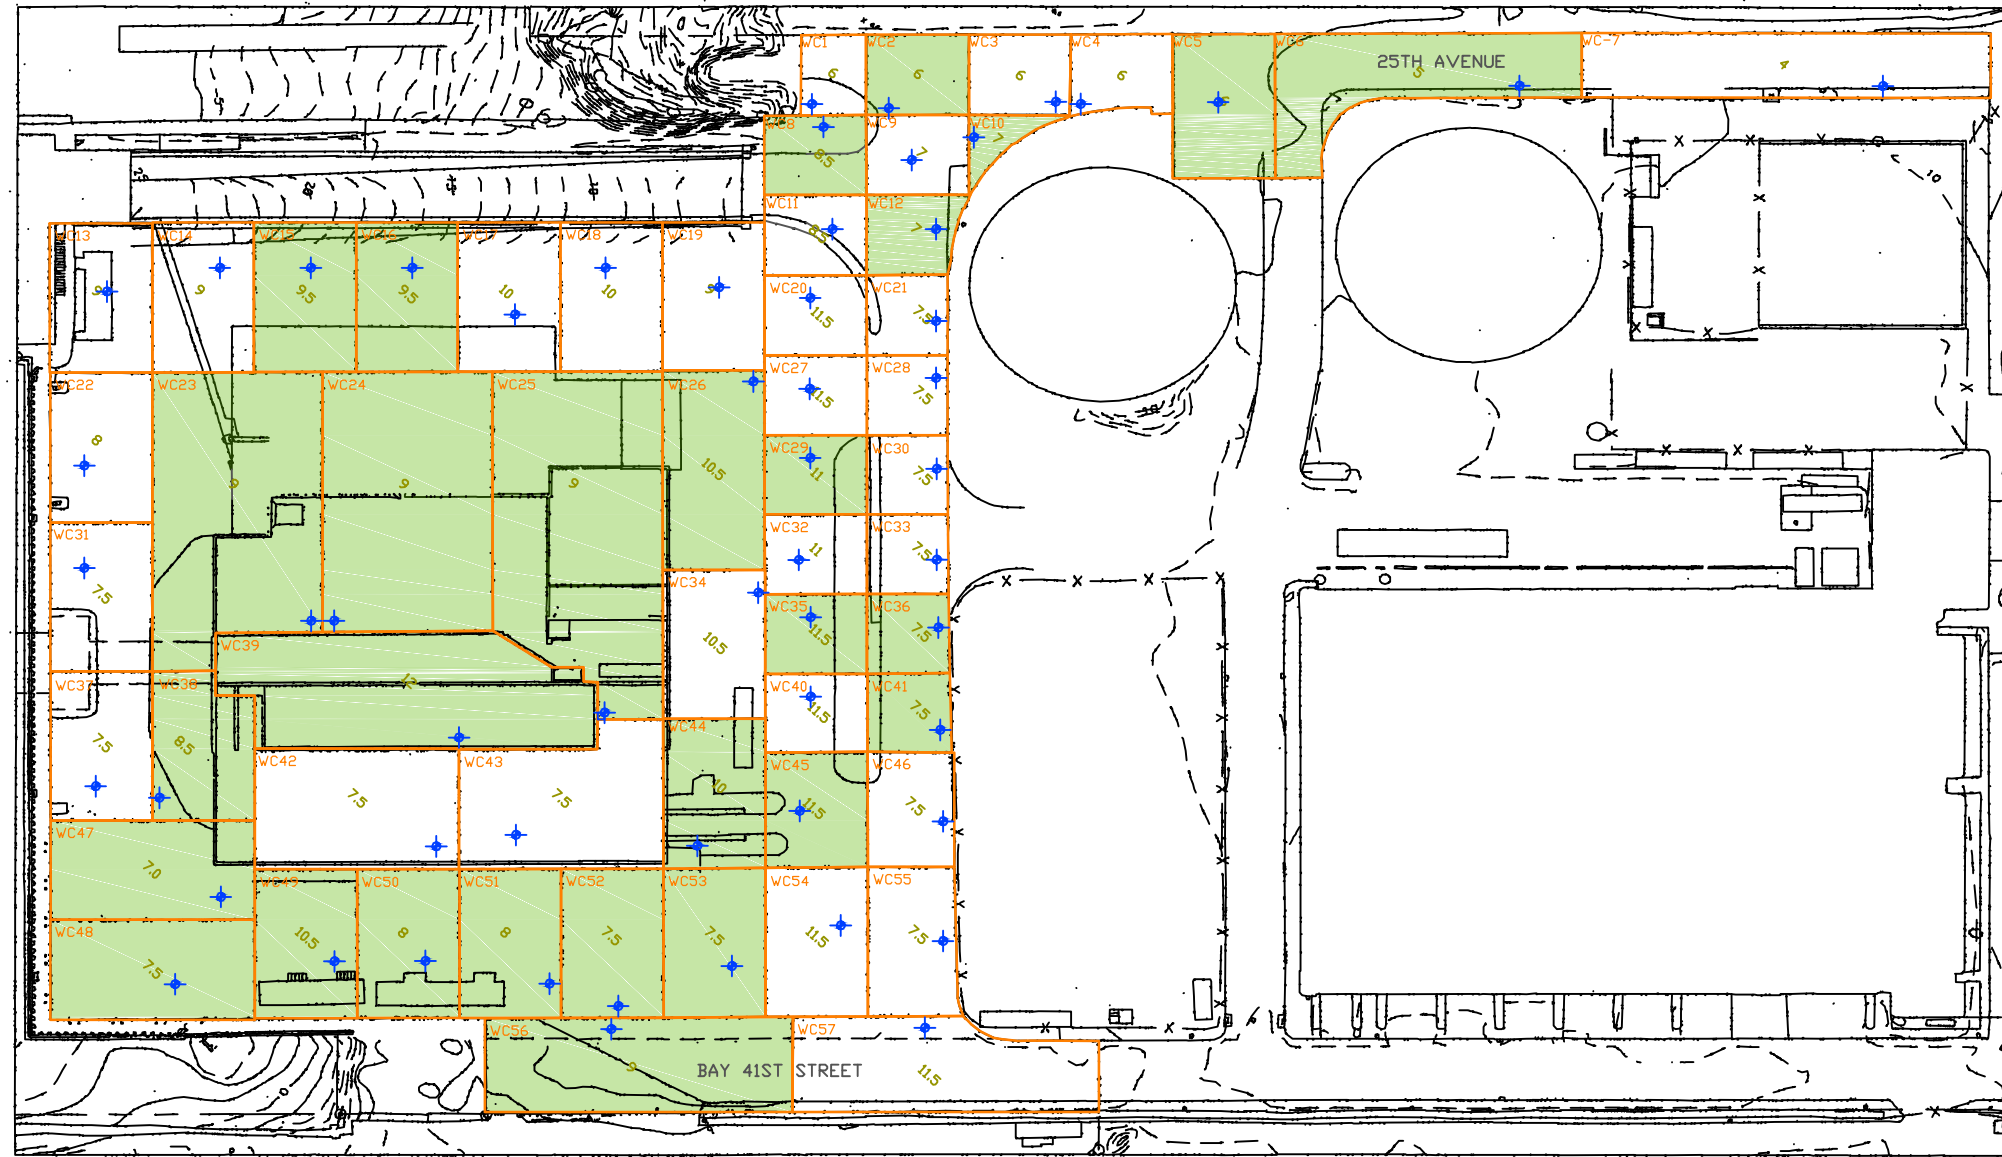 WC1 WC2 WC3 WC4 WC5 WC6 WC-7
25TH AVENUE
6 6 6 6 5 4
WC8 WC9 WC10
8.5 7 7
WC11 WC12
8.5 7
WC13 WC14 WC15 WC16 WC17 WC18 WC19
9 9 9.5 9.5 10 10 9
WC20 WC21
11.5 7.5
WC22 WC23 WC24 WC25 WC26
8 9 9 9 10.5
WC27 WC28
11.5 7.5
WC29 WC30
11 7.5
WC31 WC32 WC33
7.5 11 7.5
WC34 WC35 WC36
10.5 11.5 7.5
WC39
12
WC37 WC38 WC40 WC41
7.5 8.5 11.5 7.5
WC44
10
WC42 WC43 WC45 WC46
7.5 7.5 11.5 7.5
WC47
7.0
WC49 WC50 WC51 WC52 WC53 WC54 WC55
10.5 8 8 7.5 7.5 11.5 7.5
WC48
7.5
WC56 WC57
9 11.5
BAY 41ST STREET